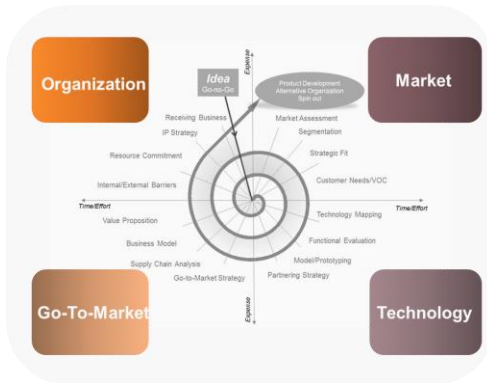 Organization
Market
Idea
Go-no-Go
Expense
Product Development
Alternative Organization
Spin out
Receiving Business
Market Assessment
IP Strategy
Segmentation
Resource Commitment
Strategic Fit
Internal/External Barriers
Customer Needs/VOC
Time/Effort
Time/Effort
Value Proposition
Technology Mapping
Business Model
Functional Evaluation
Supply Chain Analysis
Model/Prototyping
Go-to-Market Strategy
Partnering Strategy
Expense
Go-To-Market
Technology